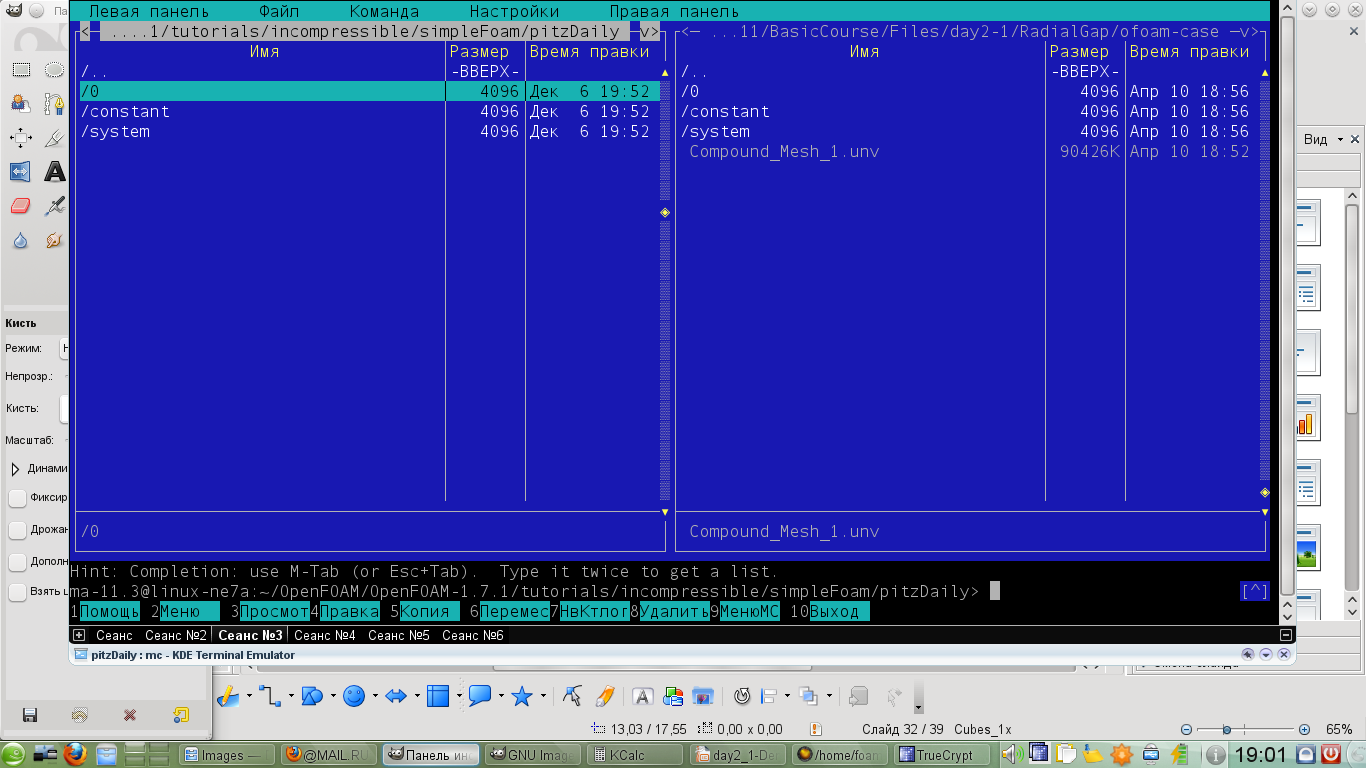 Левая панель Файл Команда Настройки Правая панель
....1/tutorials/incompressible/simpleFoam/pitzDaily
...11/BasicCourse/Files/day2-1/RadialGap/ofoam-case
Имя Размер Время правки Имя Размер Время правки
/.. -ВВЕРХ- /.. -ВВЕРХ-
/0 4096 Дек 6 19:52 /0 4096 Апр 10 18:56
/constant 4096 Дек 6 19:52 /constant 4096 Апр 10 18:56
/system 4096 Дек 6 19:52 /system 4096 Апр 10 18:56
Compound_Mesh_1.unv 90426K Апр 10 18:52
/0 Compound_Mesh_1.unv
Hint: Completion: use M-Tab (or Esc+Tab). Type it twice to get a list.
ma-11.3@linux-ne7a:~/OpenFOAM/OpenFOAM-1.7.1/tutorials/incompressible/simpleFoam/pitzDaily> [^]
1Помощь 2Меню 3Просмот4Правка 5Копия 6Перемес7НвКтлог8Удалить9МенюМС 10Выход
Сеанс Сеанс №2 Сеанс №3 Сеанс №4 Сеанс №5 Сеанс №6
pitzDaily : mc - KDE Terminal Emulator
Кисть
Режим:
Непрозр.:
Кисть:
Масштаб:
Динами
Фиксир
Дрожан
Дополн
Взять ц
Вид
13,03 / 17,55 0,00 x 0,00 Слайд 32 / 39 Cubes_1x 65%
Images — @MAIL.RU Панель инс GNU Imag KCalc day2_1-De /home/foan TrueCrypt 19:01